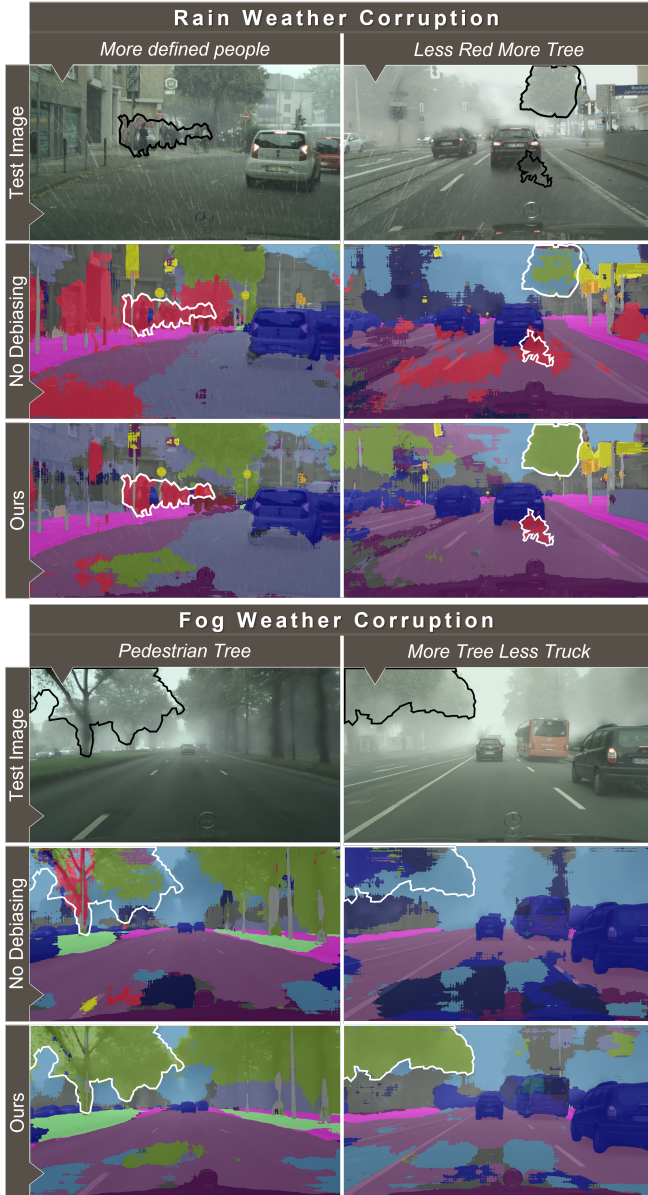 Rain Weather Corruption
More defined people
Less Red More Tree
Test Image
No Debiasing
Ours
Fog Weather Corruption
Pedestrian Tree
More Tree Less Truck
Test Image
No Debiasing
Ours